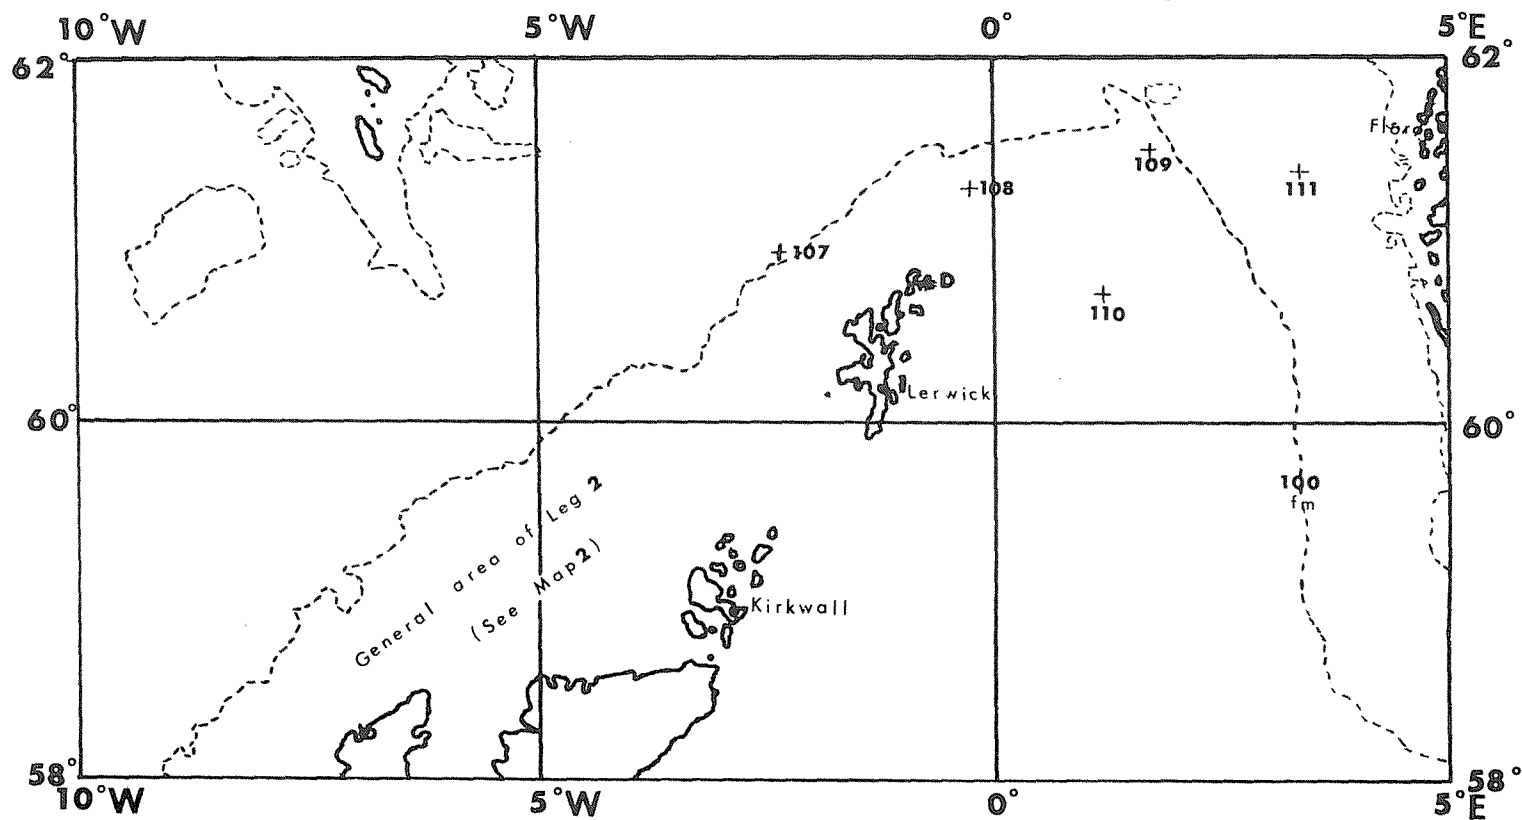 10°W 5°W 0° 5°E
62° 62°
Florø
109
111
+108
+107
110
Lerwick
60° 60°
100
fm
General area of Leg 2
(See Map 2)
Kirkwall
58° 58°
10°W 5°W 0° 5°E